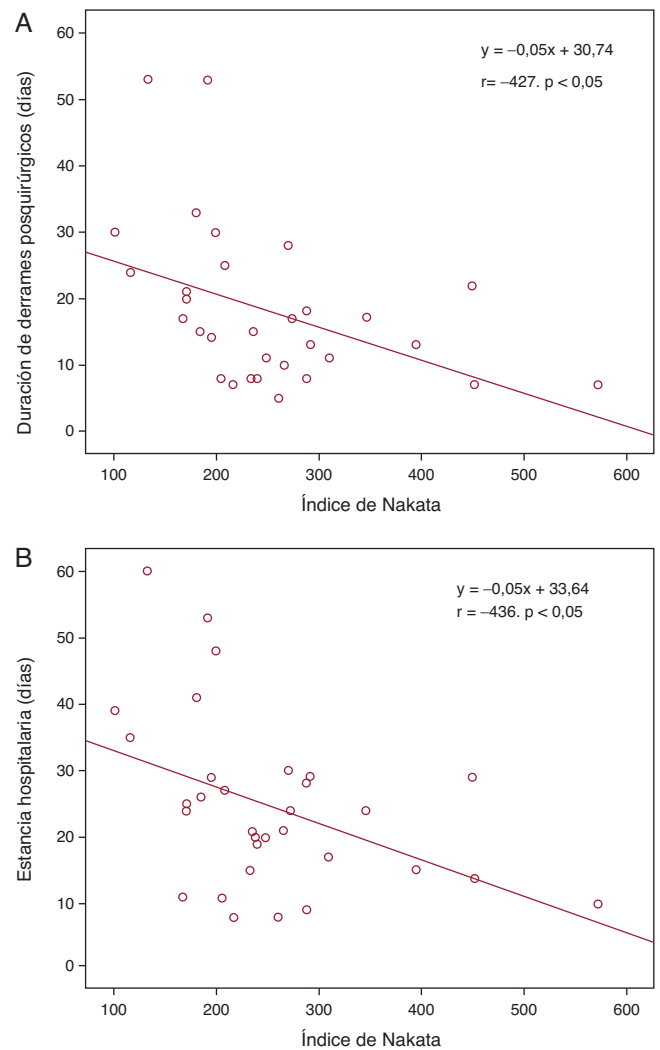 A
y = –0,05x + 30,74
r= –427. p < 0,05
Duración de derrames posquirúrgicos (días)
60
50
40
30
20
10
0
100 200 300 400 500 600
Índice de Nakata
B
y = –0,05x + 33,64
r = –436. p < 0,05
Estancia hospitalaria (días)
60
50
40
30
20
10
0
100 200 300 400 500 600
Índice de Nakata